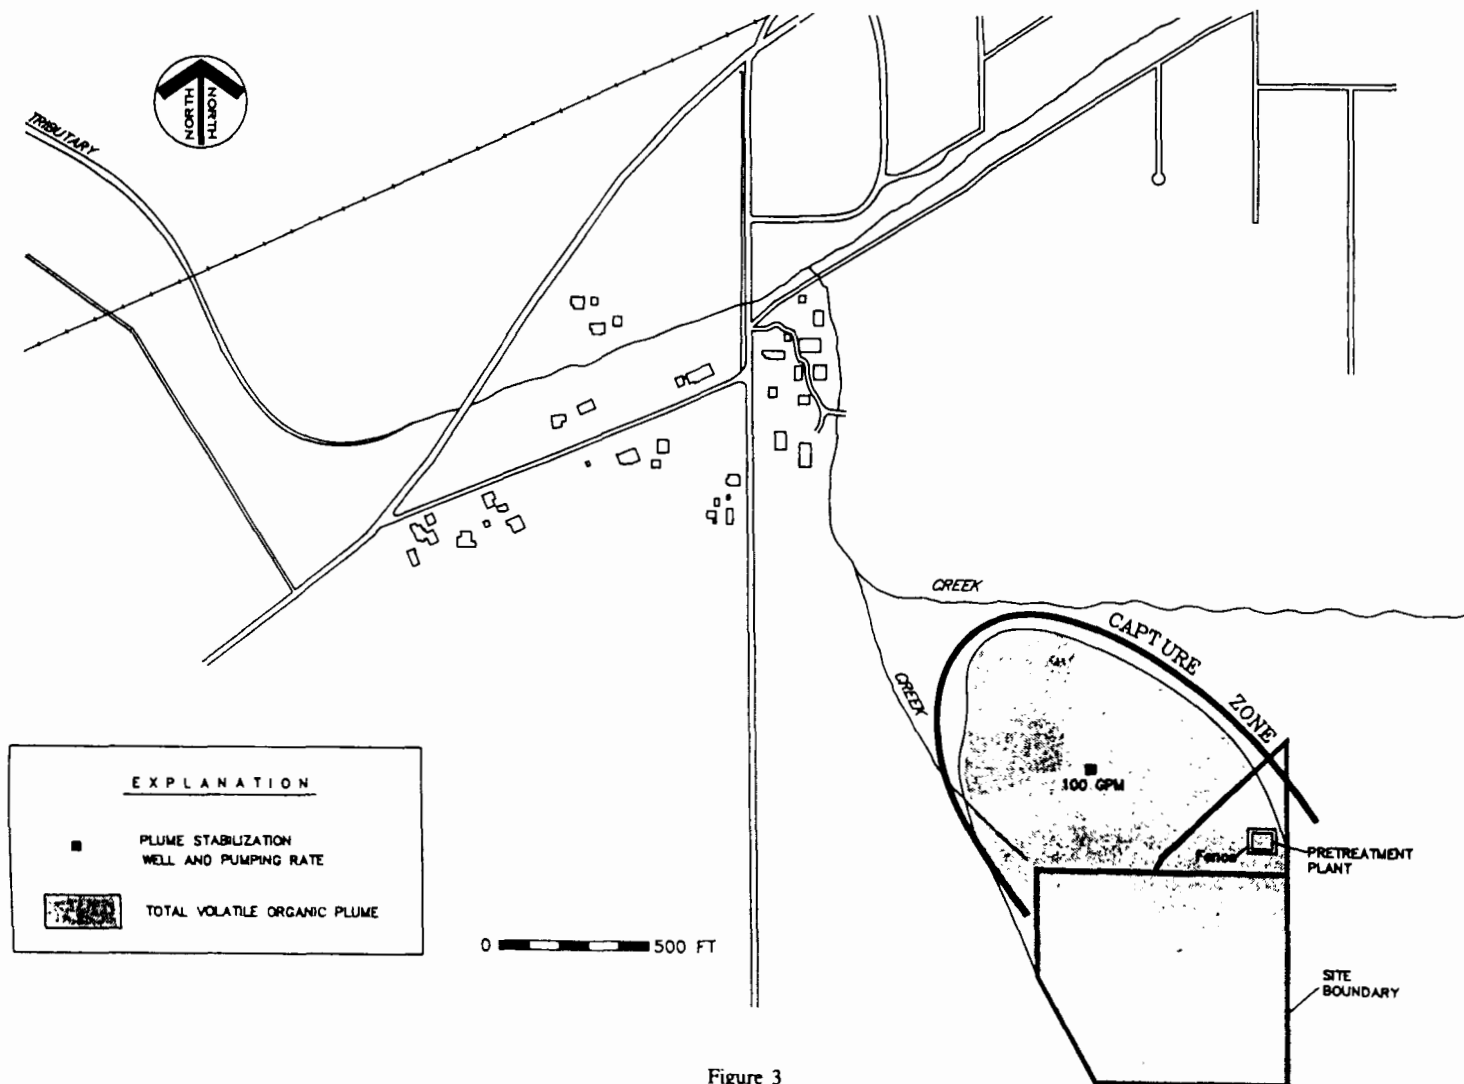 NORTH
NORTH
TRIBUTARY
CREEK
CAPTURE
ZONE
CREEK
100 GPM
Fence
PRETREATMENT
PLANT
EXPLANATION
PLUME STABILIZATION
WELL AND PUMPING RATE
TOTAL VOLATILE ORGANIC PLUME
0 500 FT
SITE
BOUNDARY
Figure 3